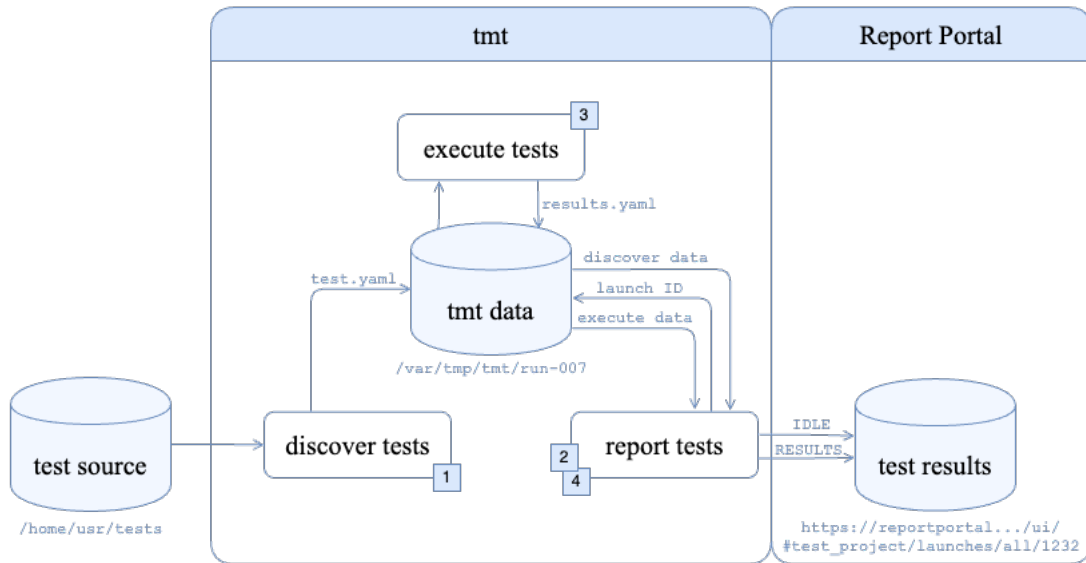 tmt
Report Portal
3
execute tests
results.yaml
discover data
test.yaml
launch ID
tmt data
execute data
/var/tmp/tmt/run-007
test source
discover tests
1
report tests
2
4
IDLE
RESULTS
test results
/home/usr/tests
https://reportportal.../ui/
#test_project/launches/all/1232